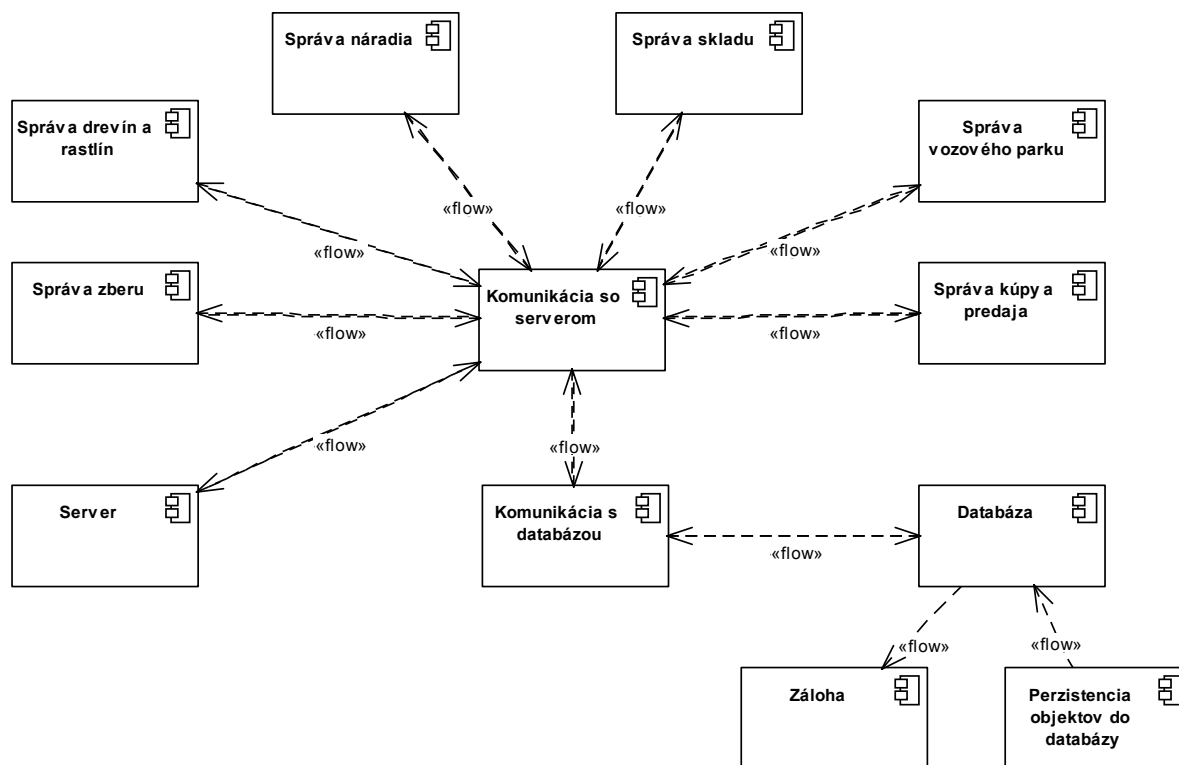 Správa náradia
Správa skladu
Správa drevín a
rastlín
Správa
vozového parku
«flow»
«flow»
«flow»
«flow»
Správa zberu
Komunikácia so
serverom
Správa kúpy a
predaja
«flow»
«flow»
«flow»
«flow»
Server
Komunikácia s
databázou
Databáza
«flow»
«flow»
«flow»
Záloha
Perzistencia
objektov do
databázy